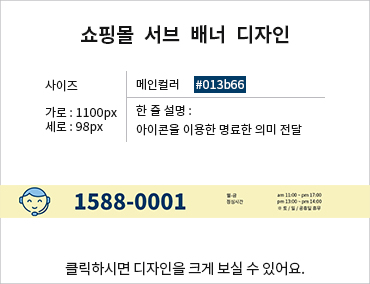 쇼핑몰 서브 배너 디자인
사이즈
가로 : 1100px
세로 : 98px
메인컬러 #013b66
한 줄 설명 :
아이콘을 이용한 명료한 의미 전달
1588-0001
월-금 am 11:00 ~ pm 17:00
점심시간 pm 13:00 ~ pm 14:00
※ 토 / 일 / 공휴일 휴무
클릭하시면 디자인을 크게 보실 수 있어요.